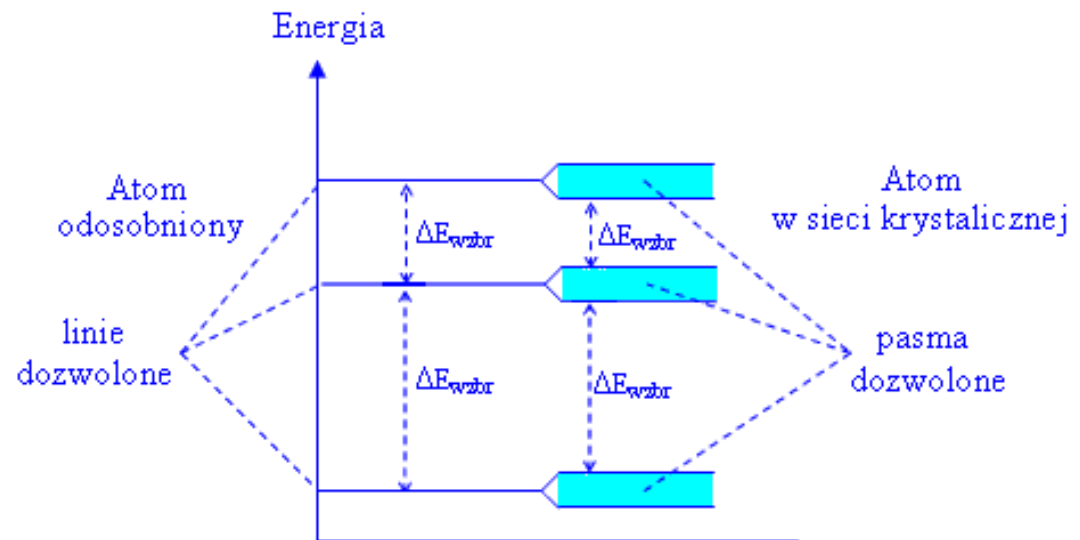 Energia
Atom
odosobniony
Atom
w sieci krystalicznej
ΔEwzbr
ΔEwzbr
linie
dozwolone
ΔEwzbr
ΔEwzbr
pasma
dozwolone